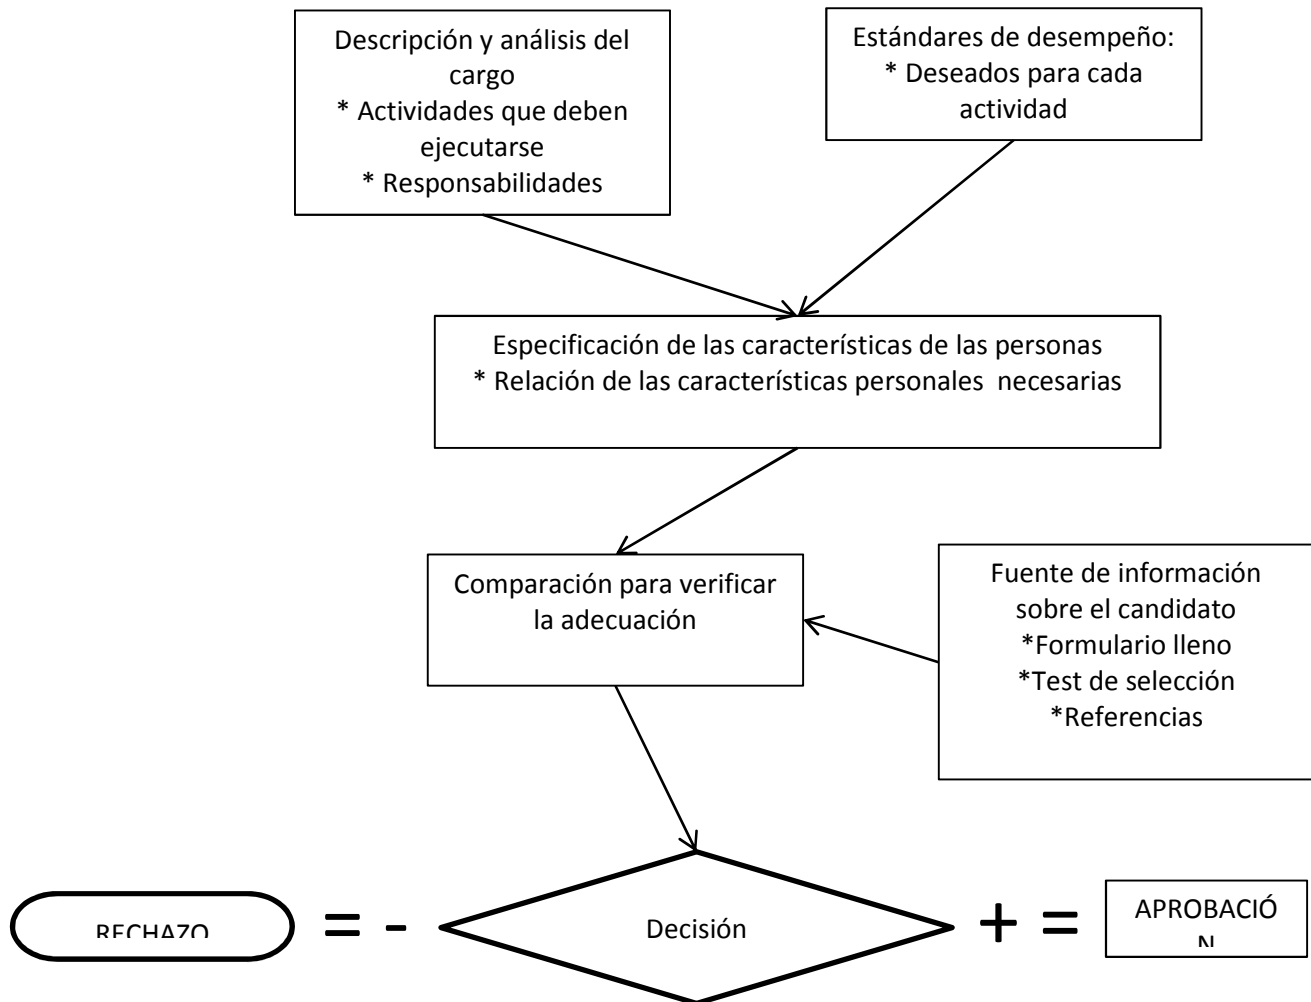 Descripción y análisis del
cargo
* Actividades que deben
ejecutarse
* Responsabilidades
Estándares de desempeño:
* Deseados para cada
actividad
Especificación de las características de las personas
* Relación de las características personales  necesarias
Comparación para verificar
la adecuación
Fuente de información
sobre el candidato
*Formulario lleno
*Test de selección
*Referencias
RECHAZO
= -
Decisión
+ =
APROBACIÓ
N